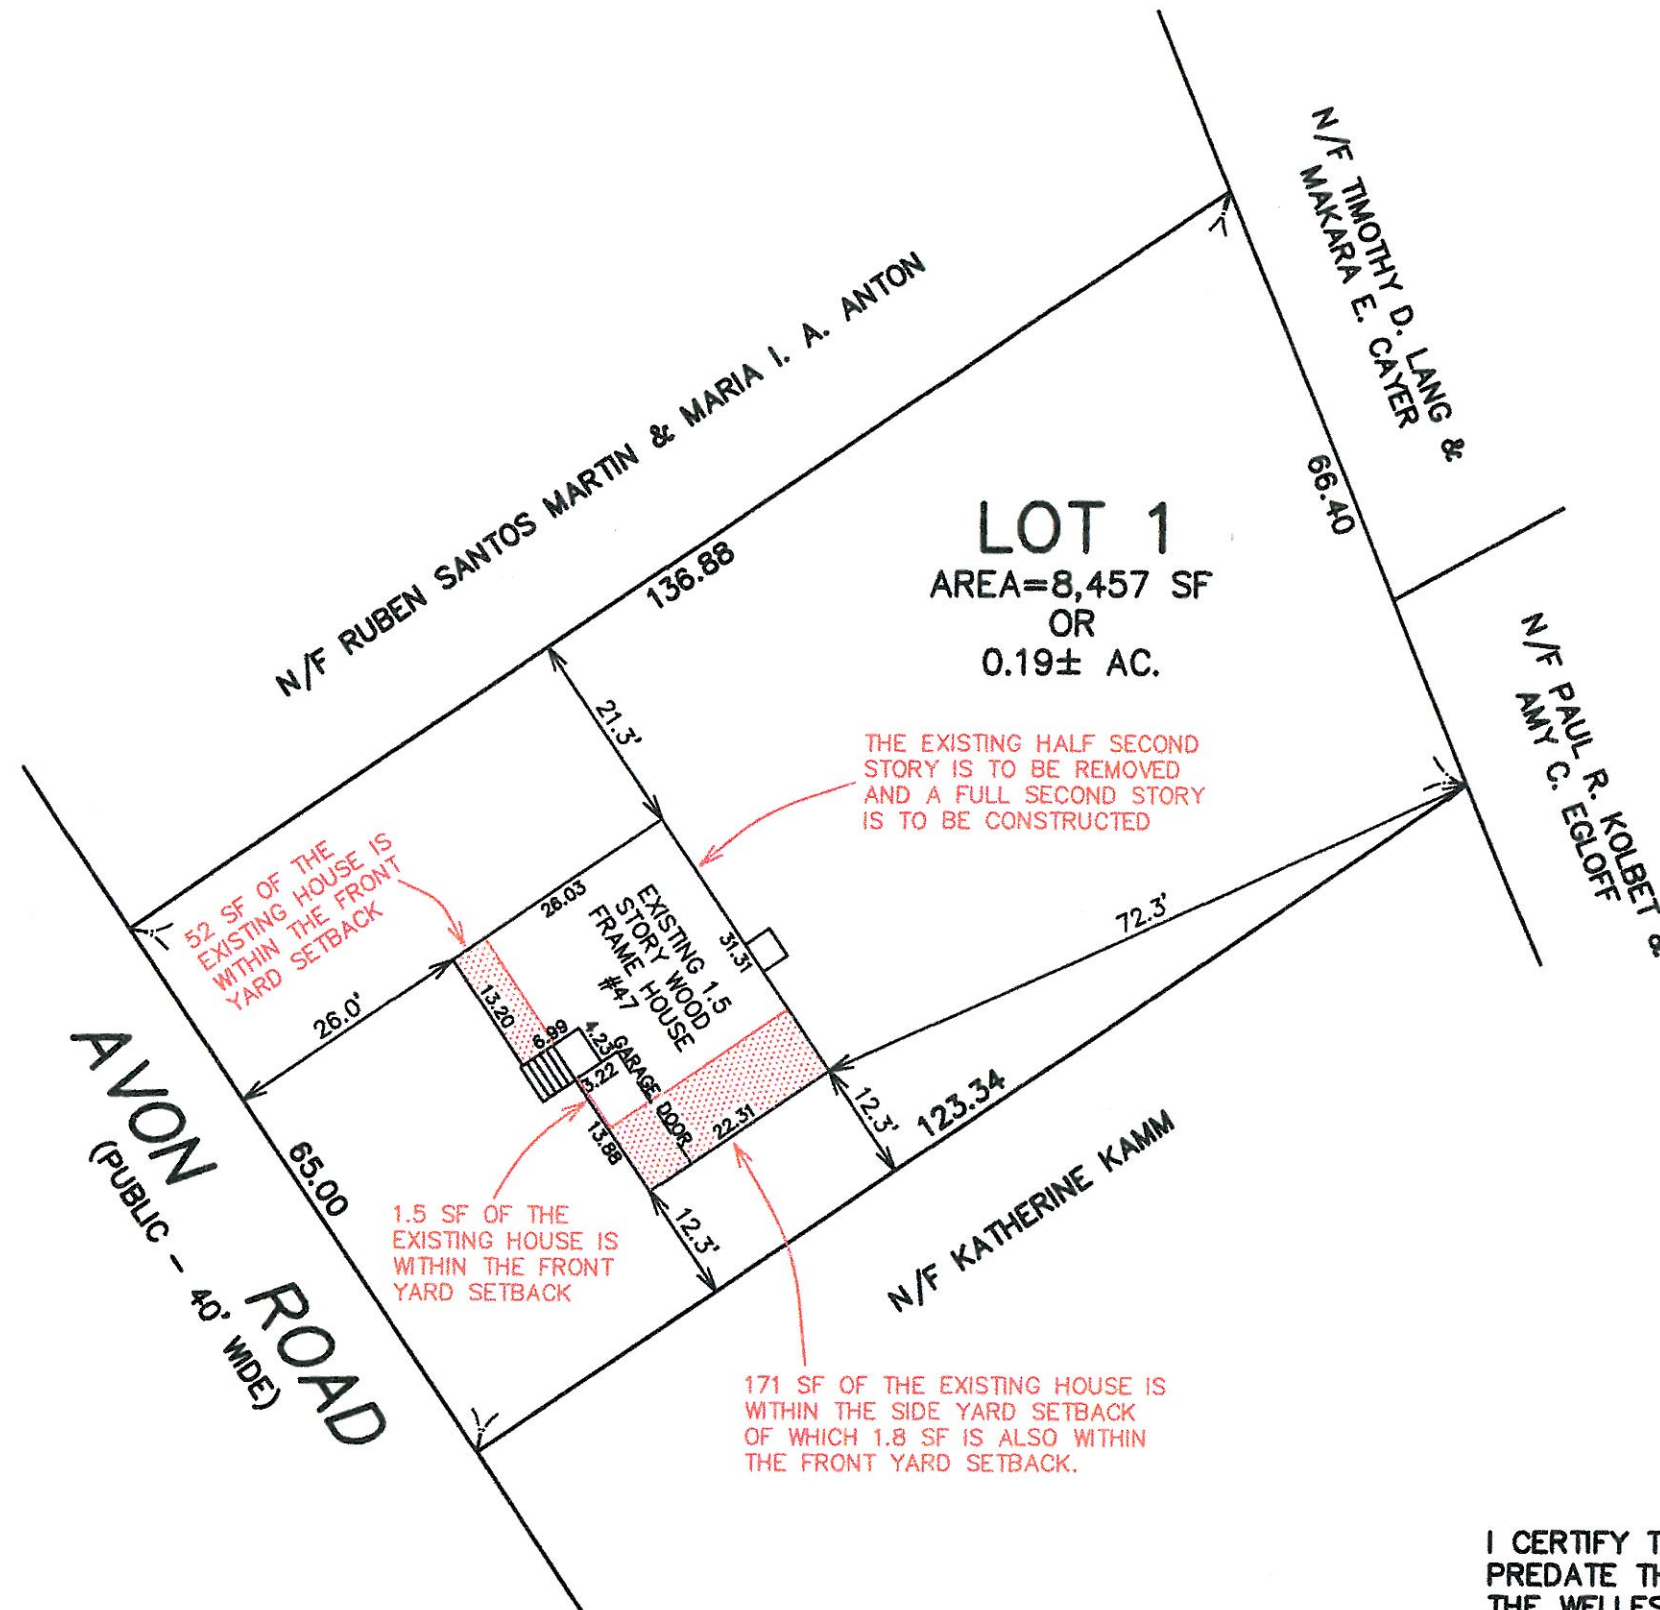 N/F TIMOTHY D. LANG &
MAKARA E. CAYER
N/F RUBEN SANTOS MARTIN & MARIA I. A. ANTON
136.88
66.40
LOT 1
AREA=8,457 SF
OR
0.19± AC.
N/F PAUL R. KOLBET &
AMY C. EGLOFF
21.3'
THE EXISTING HALF SECOND
STORY IS TO BE REMOVED
AND A FULL SECOND STORY
IS TO BE CONSTRUCTED
52 SF OF THE
EXISTING HOUSE IS
WITHIN THE FRONT
YARD SETBACK
26.03
EXISTING 1.5
STORY WOOD
FRAME HOUSE
#47
31.31
72.3'
26.0'
13.20
6.99
4.23
3.22
GARAGE DOOR
13.88
22.31
12.3'
123.34
12.3'
AVON ROAD
(PUBLIC - 40' WIDE)
65.00
1.5 SF OF THE
EXISTING HOUSE IS
WITHIN THE FRONT
YARD SETBACK
N/F KATHERINE KAMM
171 SF OF THE EXISTING HOUSE IS
WITHIN THE SIDE YARD SETBACK
OF WHICH 1.8 SF IS ALSO WITHIN
THE FRONT YARD SETBACK.
I CERTIFY T
PREDATE TH
THE WELLES